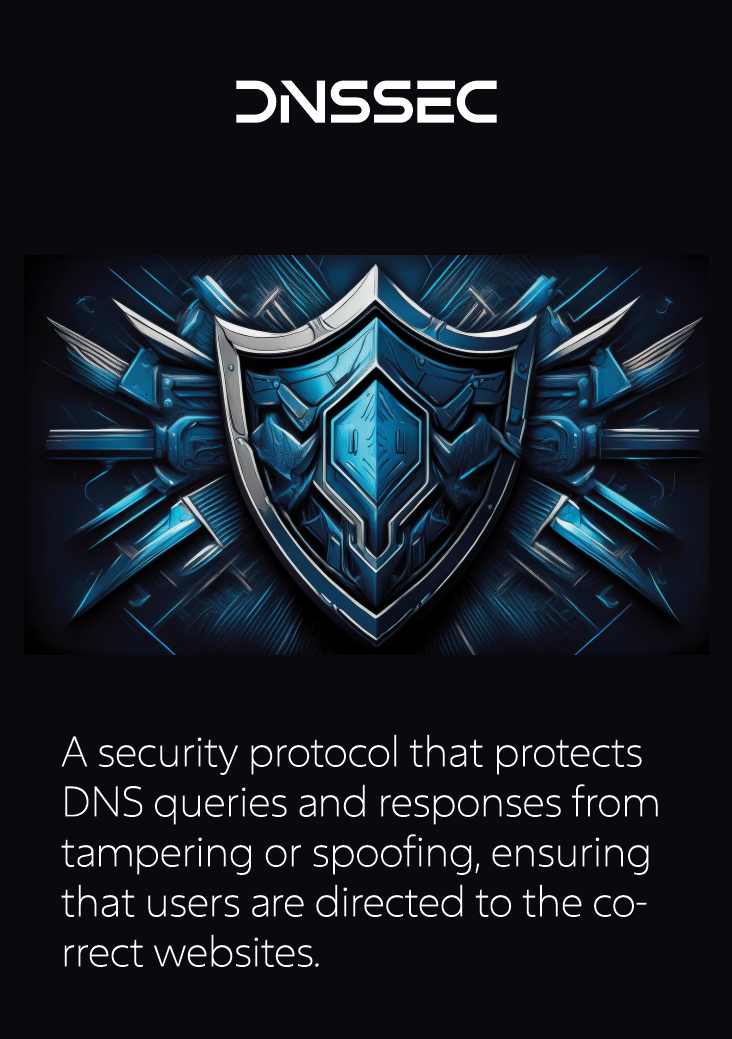 DNSSEC
A security protocol that protects
DNS queries and responses from
tampering or spoofing, ensuring
that users are directed to the co-
rrect websites.